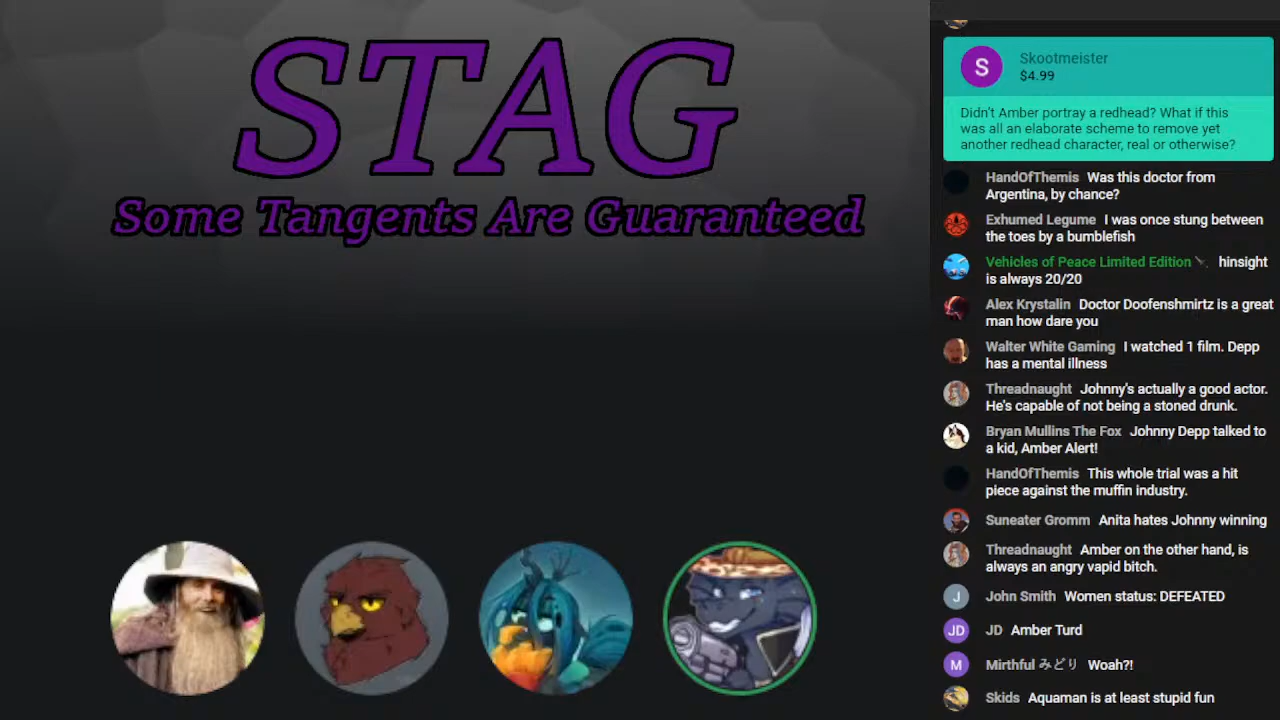 STAG
Some Tangents Are Guaranteed
S
Skootmeister
$4.99
Didn't Amber portray a redhead? What if this
was all an elaborate scheme to remove yet
another redhead character, real or otherwise?
HandOfThemis Was this doctor from
Argentina, by chance?
Exhumed Legume I was once stung between
the toes by a bumblefish
Vehicles of Peace Limited Edition hinsight
is always 20/20
Alex Krystalin Doctor Doofenshmirtz is a great
man how dare you
Walter White Gaming I watched 1 film. Depp
has a mental illness
Threadnaught Johnny's actually a good actor.
He's capable of not being a stoned drunk.
Bryan Mullins The Fox Johnny Depp talked to
a kid, Amber Alert!
HandOfThemis This whole trial was a hit
piece against the muffin industry.
Suneater Gromm Anita hates Johnny winning
Threadnaught Amber on the other hand, is
always an angry vapid bitch.
J John Smith Women status: DEFEATED
JD JD Amber Turd
M Mirthful みどり Woah?!
Skids Aquaman is at least stupid fun